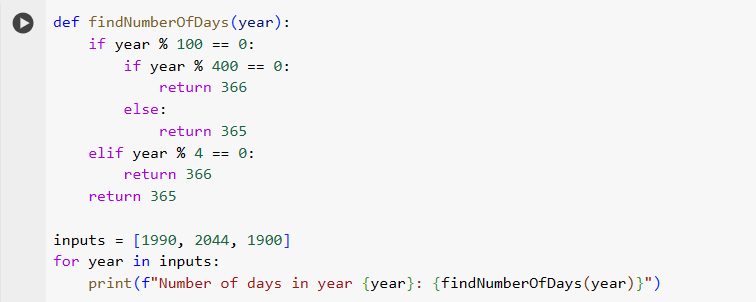 def findNumberOfDays(year):
    if year % 100 == 0:
        if year % 400 == 0:
            return 366
        else:
            return 365
    elif year % 4 == 0:
        return 366
    return 365

inputs = [1990, 2044, 1900]
for year in inputs:
    print(f"Number of days in year {year}: {findNumberOfDays(year)}")